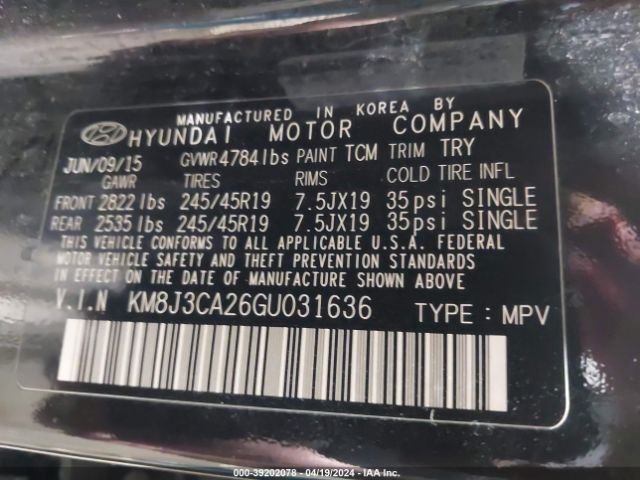 MANUFACTURED IN KOREA BY
HYUNDAI MOTOR COMPANY
JUN/09/15 GVWR4784lbs PAINT TCM TRIM TRY
GAWR TIRES RIMS COLD TIRE INFL
FRONT 2822 lbs 245/45R19 7.5JX19 35psi SINGLE
REAR 2535 lbs 245/45R19 7.5JX19 35psi SINGLE
THIS VEHICLE CONFORMS TO ALL APPLICABLE U.S.A. FEDERAL
MOTOR VEHICLE SAFETY AND THEFT PREVENTION STANDARDS
IN EFFECT ON THE DATE OF MANUFACTURE SHOWN ABOVE
V.I.N KM8J3CA26GU031636 TYPE : MPV
000-39202078 - 04/19/2024 - IAA Inc.